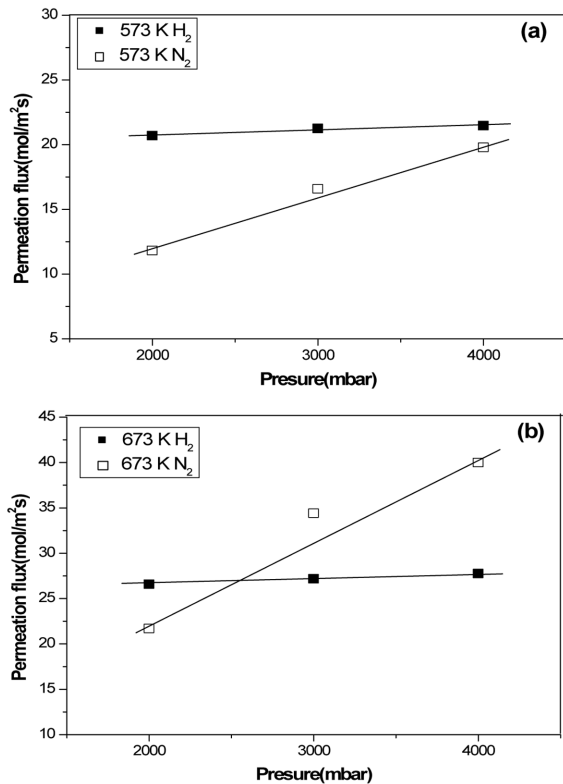 (a)
573 K H₂
573 K N₂
Permeation flux(mol/m²s)
30
25
20
15
10
5
2000 3000 4000
Presure(mbar)
(b)
673 K H₂
673 K N₂
Permeation flux(mol/m²s)
45
40
35
30
25
20
15
10
2000 3000 4000
Presure(mbar)